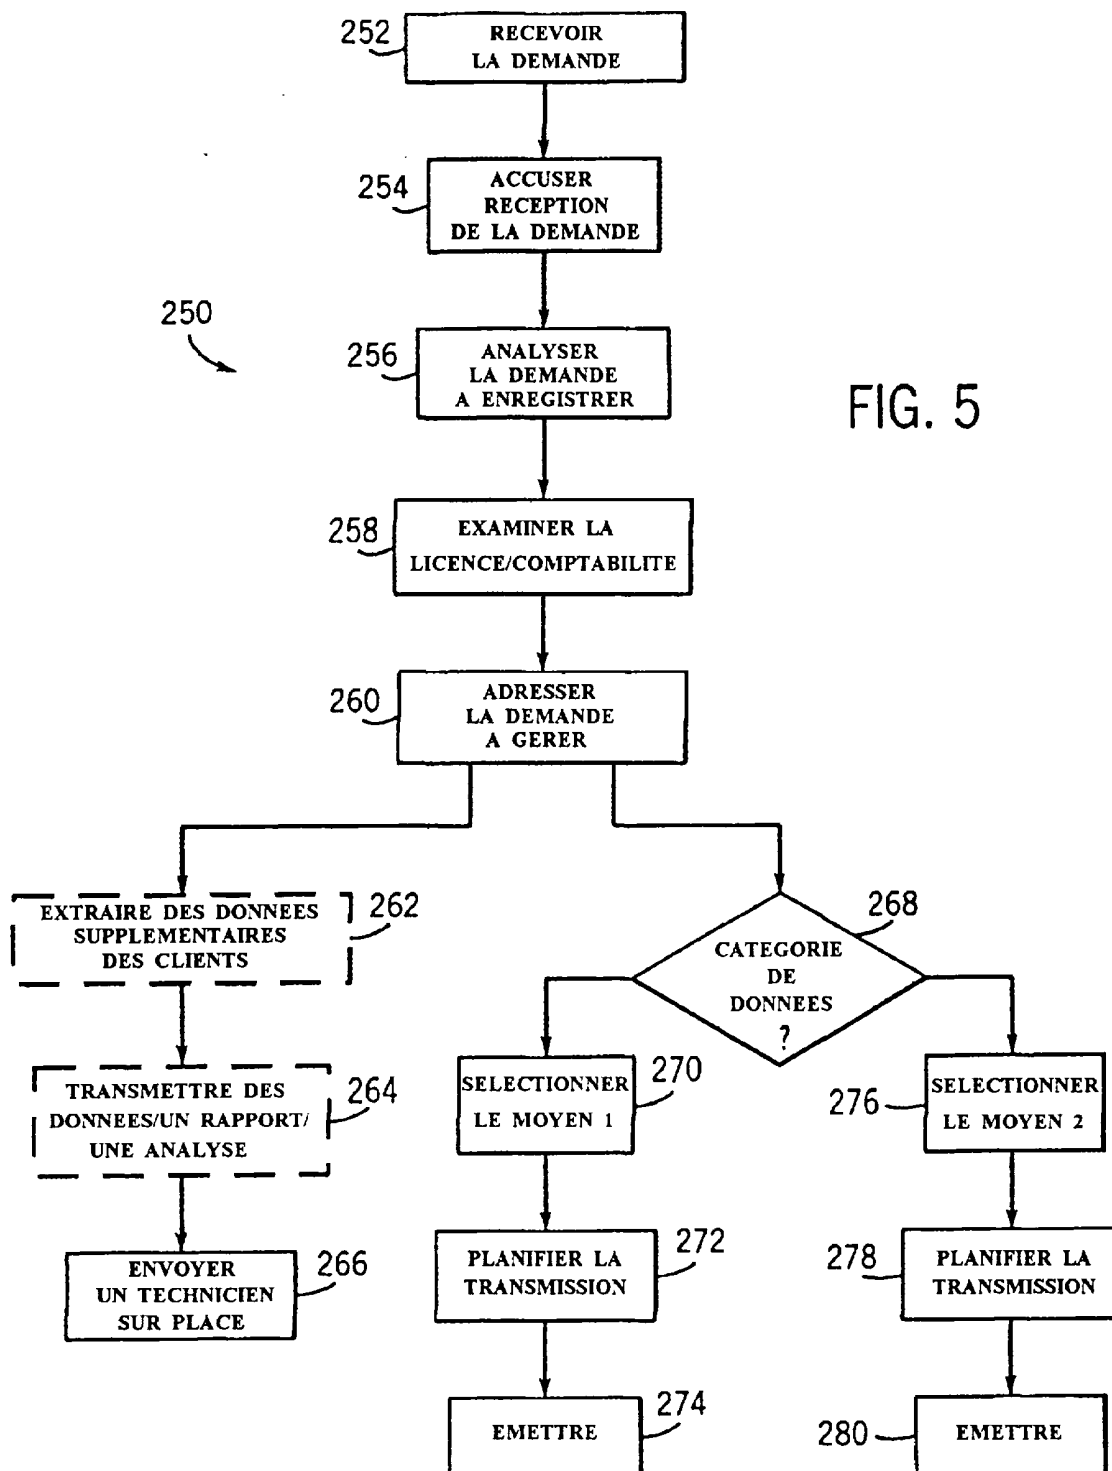 252
RECEVOIR
LA DEMANDE
254
ACCUSER
RECEPTION
DE LA DEMANDE
250
256
ANALYSER
LA DEMANDE
A ENREGISTRER
FIG. 5
258
EXAMINER LA
LICENCE/COMPTABILITE
260
ADRESSER
LA DEMANDE
A GERER
EXTRAIRE DES DONNEES
SUPPLEMENTAIRES
DES CLIENTS
262
TRANSMETTRE DES
DONNEES/UN RAPPORT/
UNE ANALYSE
264
ENVOYER
UN TECHNICIEN
SUR PLACE
266
CATEGORIE
DE
DONNEES
?
268
SELECTIONNER
LE MOYEN 1
270
PLANIFIER LA
TRANSMISSION
272
EMETTRE
274
SELECTIONNER
LE MOYEN 2
276
PLANIFIER LA
TRANSMISSION
278
EMETTRE
280